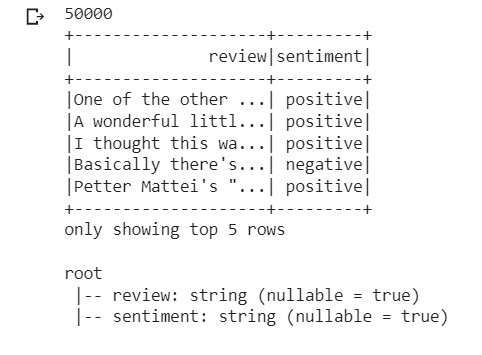 50000
+--------------------+---------+
|              review|sentiment|
+--------------------+---------+
|One of the other ...| positive|
|A wonderful littl...| positive|
|I thought this wa...| positive|
|Basically there's...| negative|
|Petter Mattei's "...| positive|
+--------------------+---------+
only showing top 5 rows
root
 |-- review: string (nullable = true)
 |-- sentiment: string (nullable = true)